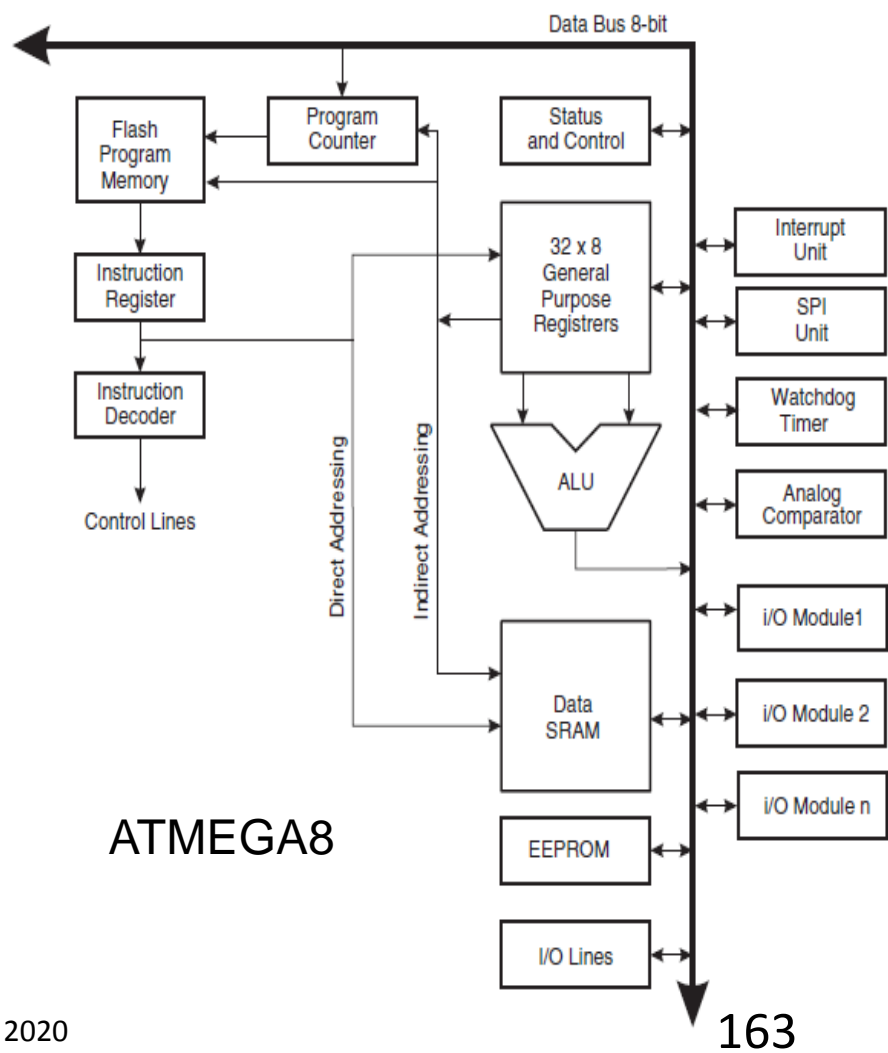 Data Bus 8-bit
Flash
Program
Memory
Program
Counter
Status
and Control
Interrupt
Unit
32 x 8
General
Purpose
Registrers
Instruction
Register
SPI
Unit
Instruction
Decoder
Watchdog
Timer
ALU
Analog
Comparator
Control Lines
Direct Addressing
Indirect Addressing
i/O Module1
Data
SRAM
i/O Module 2
i/O Module n
ATMEGA8
EEPROM
I/O Lines
2020
163